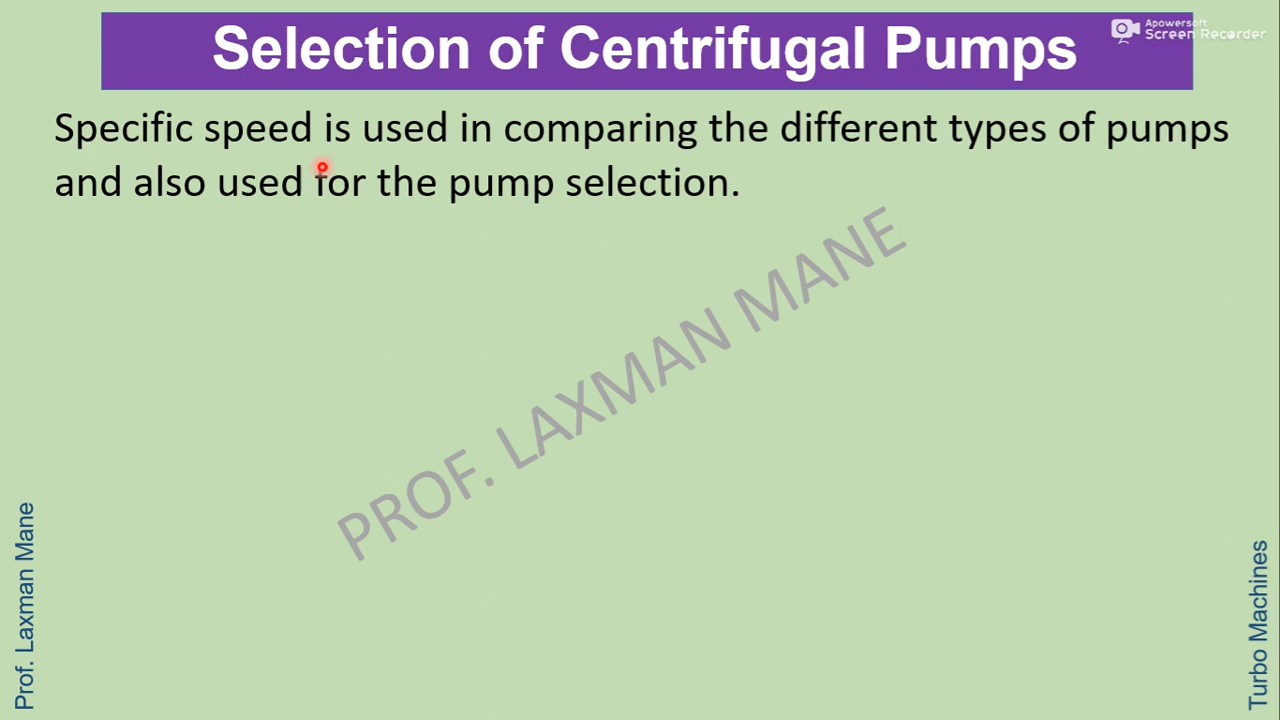 Selection of Centrifugal Pumps
Apowersoft
Screen Recorder
Specific speed is used in comparing the different types of pumps
and also used for the pump selection.
PROF. LAXMAN MANE
Prof. Laxman Mane
Turbo Machines